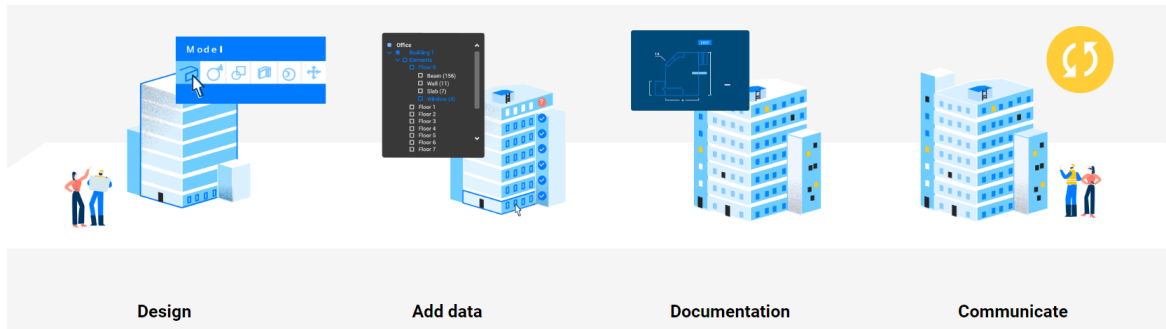 Model
Office
Building 1
Elements
Floor 0
Beam (156)
Wall (11)
Slab (7)
Window (4)
Floor 1
Floor 2
Floor 3
Floor 4
Floor 5
Floor 6
Floor 7
Design
Add data
Documentation
Communicate